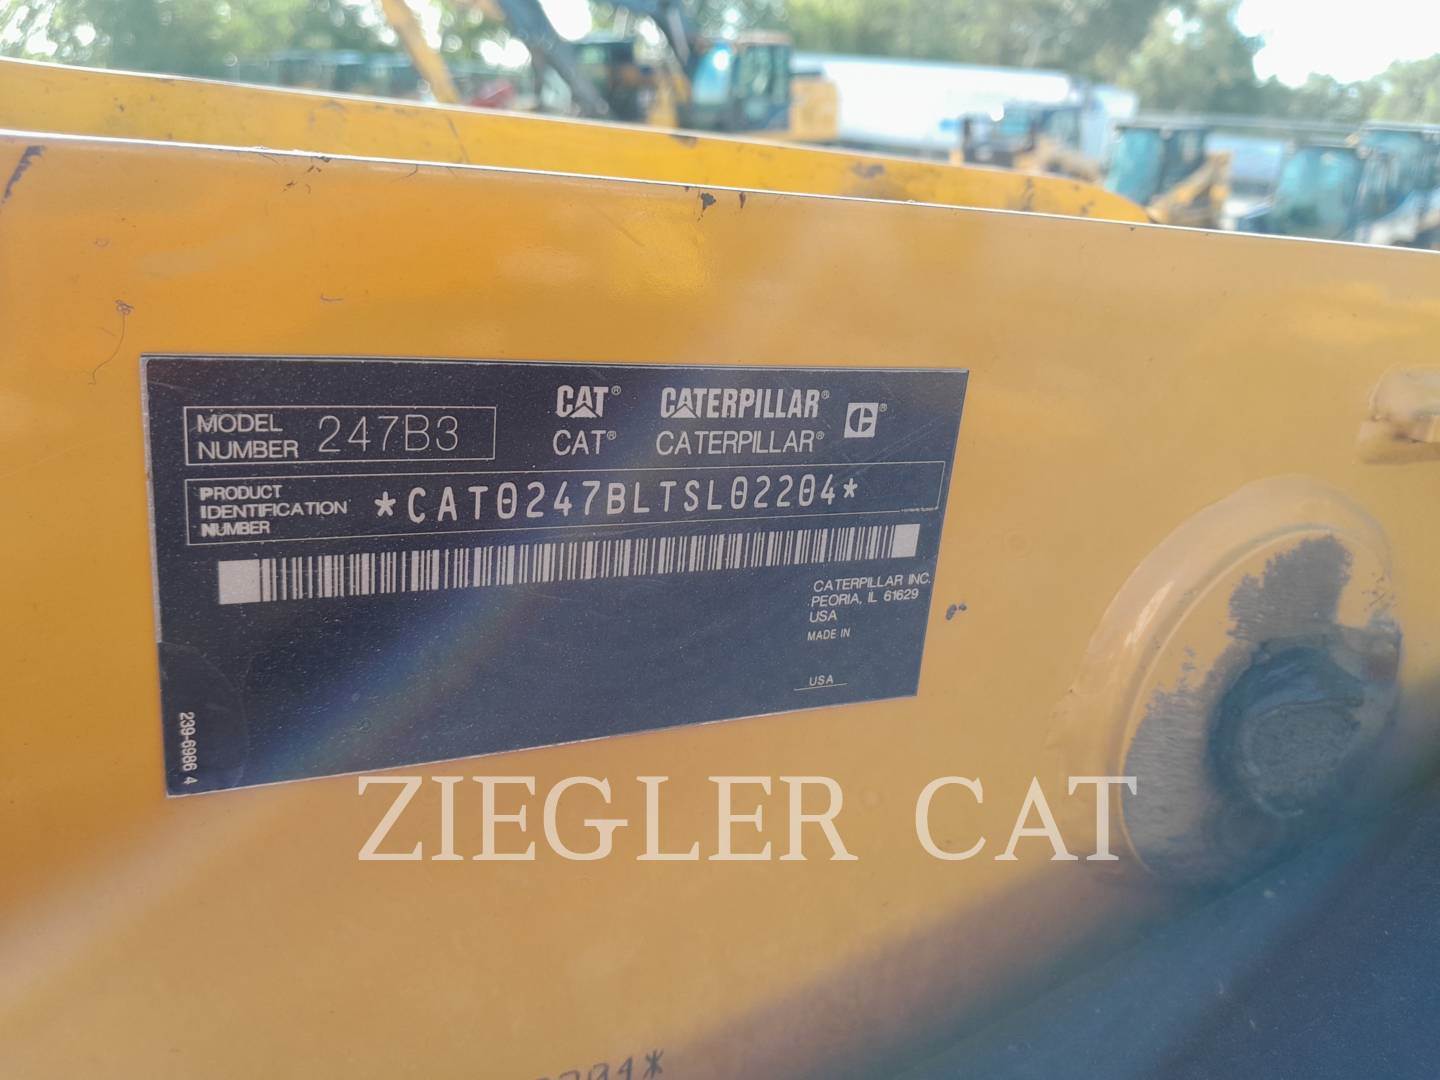 CAT® CATERPILLAR®
CAT® CATERPILLAR®
MODEL NUMBER 247B3
PRODUCT IDENTIFICATION NUMBER *CAT0247BLTSL02204*
CATERPILLAR INC.
PEORIA, IL 61629
USA
MADE IN
USA
239-6986 4
ZIEGLER CAT
204*